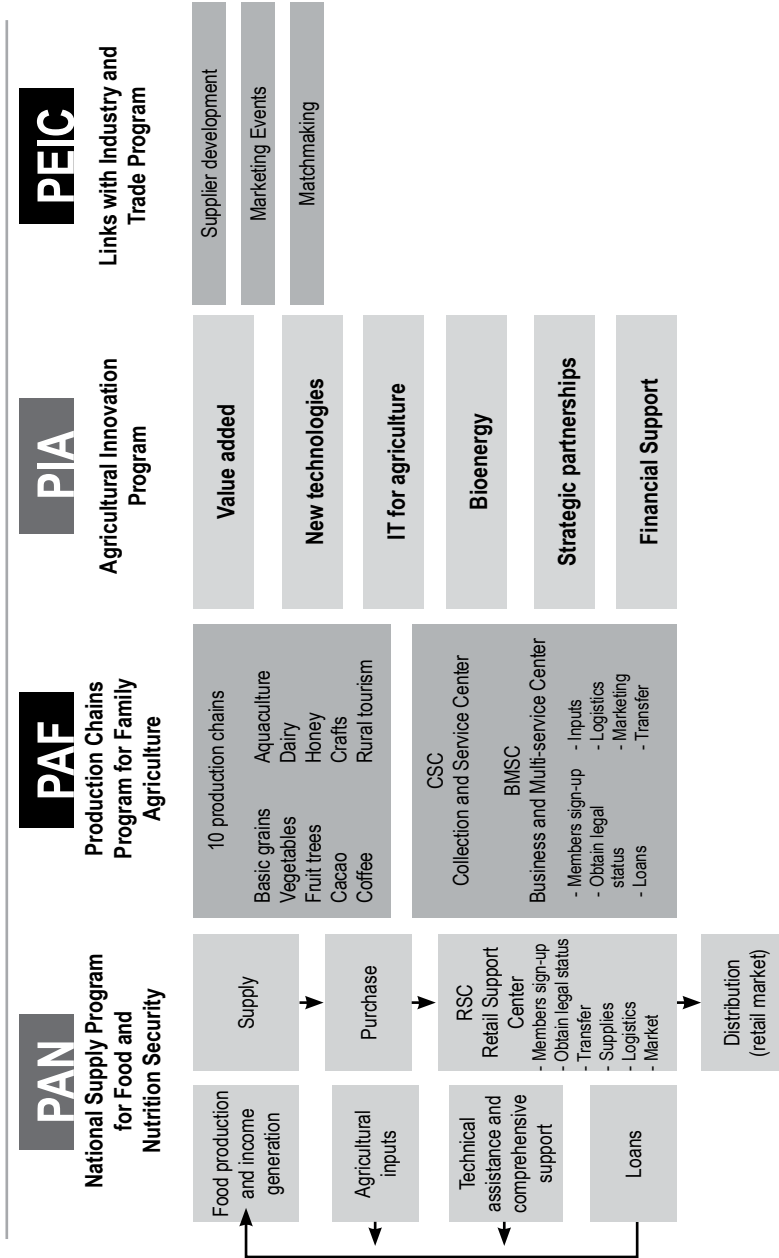 PAN
National Supply Program
for Food and
Nutrition Security
Food production
and income
generation
Agricultural
inputs
Technical
assistance and
comprehensive
support
Loans
Supply
Purchase
RSC
Retail Support
Center
- Members sign-up
- Obtain legal status
- Transfer
- Supplies
- Logistics
- Market
Distribution
(retail market)
PAF
Production Chains
Program for Family
Agriculture
10 production chains
Basic grains
Vegetables
Fruit trees
Cacao
Coffee
Aquaculture
Dairy
Honey
Crafts
Rural tourism
CSC
Collection and Service Center
BMSC
Business and Multi-service Center
- Members sign-up
- Obtain legal
status
- Loans
- Inputs
- Logistics
- Marketing
- Transfer
PIA
Agricultural Innovation
Program
Value added
New technologies
IT for agriculture
Bioenergy
Strategic partnerships
Financial Support
PEIC
Links with Industry and
Trade Program
Supplier development
Marketing Events
Matchmaking